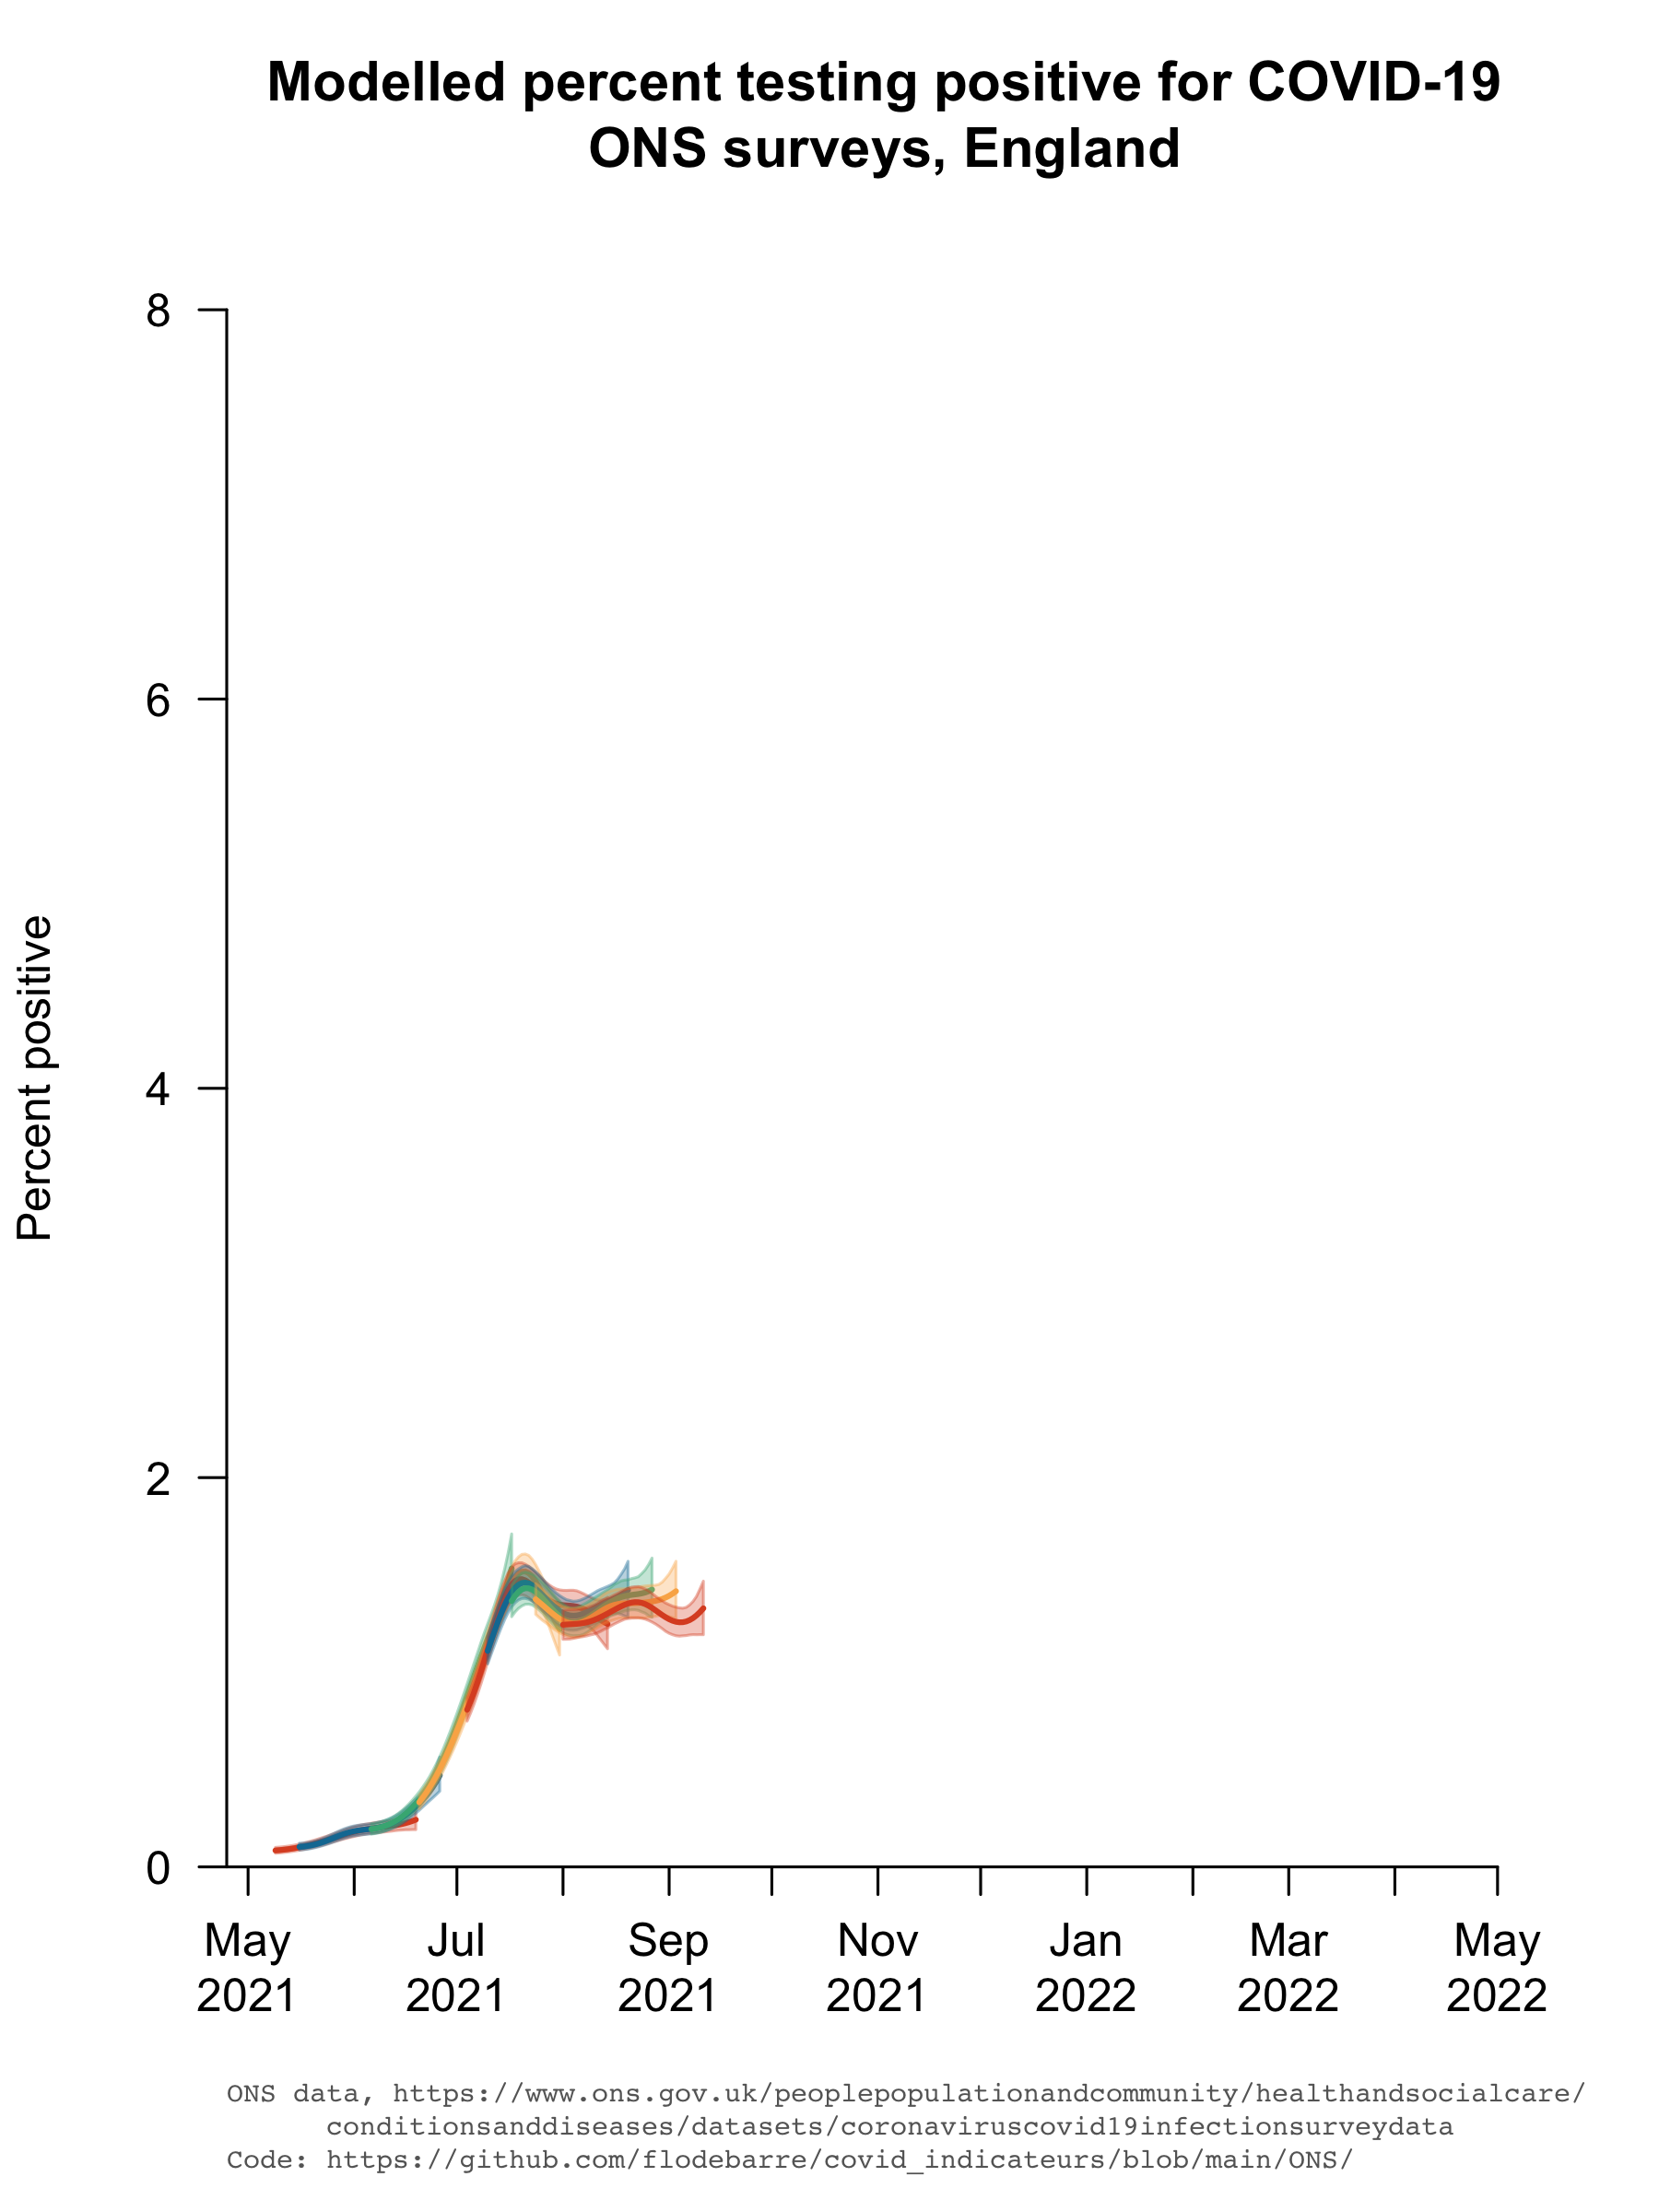 Modelled percent testing positive for COVID-19
ONS surveys, England
Percent positive
8
6
4
2
0
May Jul Sep Nov Jan Mar May
2021 2021 2021 2021 2022 2022 2022
ONS data, https://www.ons.gov.uk/peoplepopulationandcommunity/healthandsocialcare/
conditionsanddiseases/datasets/coronaviruscovid19infectionsurveydata
Code: https://github.com/flodebarre/covid_indicateurs/blob/main/ONS/